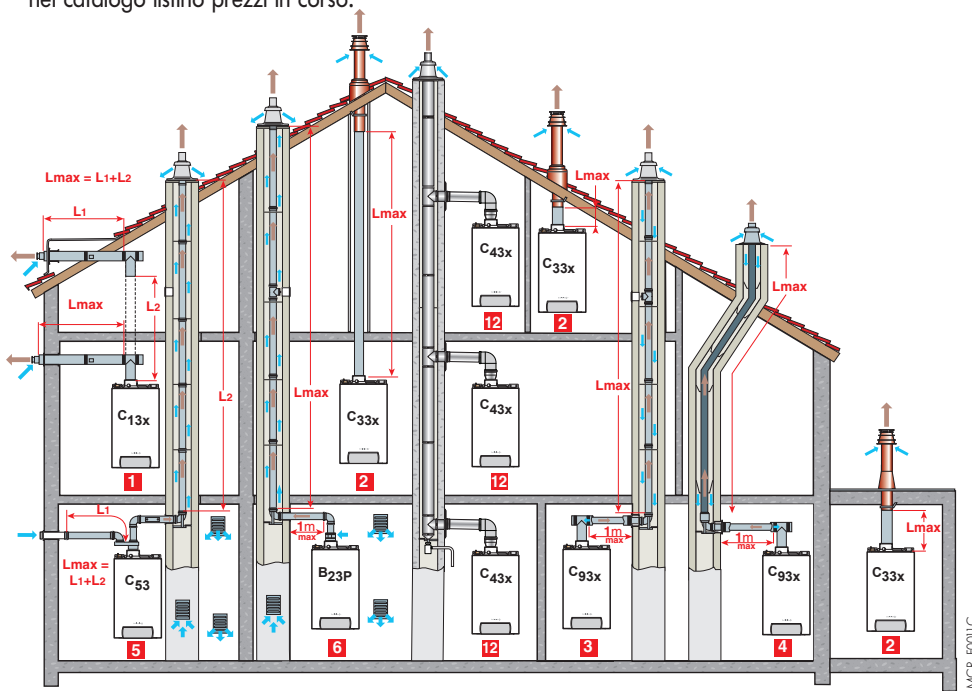 nel catalogo listino prezzi in corso.
Lmax = L1+L2
L1
Lmax
L2
C13x
1
L2
Lmax
Lmax
C33x
2
C43x
12
Lmax
C33x
2
C43x
12
Lmax
Lmax
L1
Lmax =
L1+L2
C53
5
1m
max
B23P
6
C43x
12
1m
max
C93x
3
1m
max
C93x
4
Lmax
C33x
2